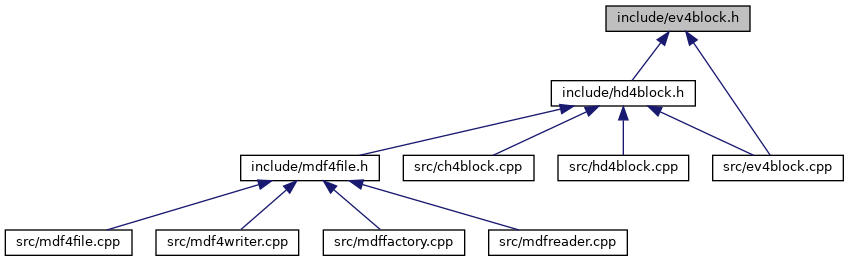 include/ev4block.h
include/hd4block.h
include/mdf4file.h
src/ch4block.cpp
src/hd4block.cpp
src/ev4block.cpp
src/mdf4file.cpp
src/mdf4writer.cpp
src/mdffactory.cpp
src/mdfreader.cpp